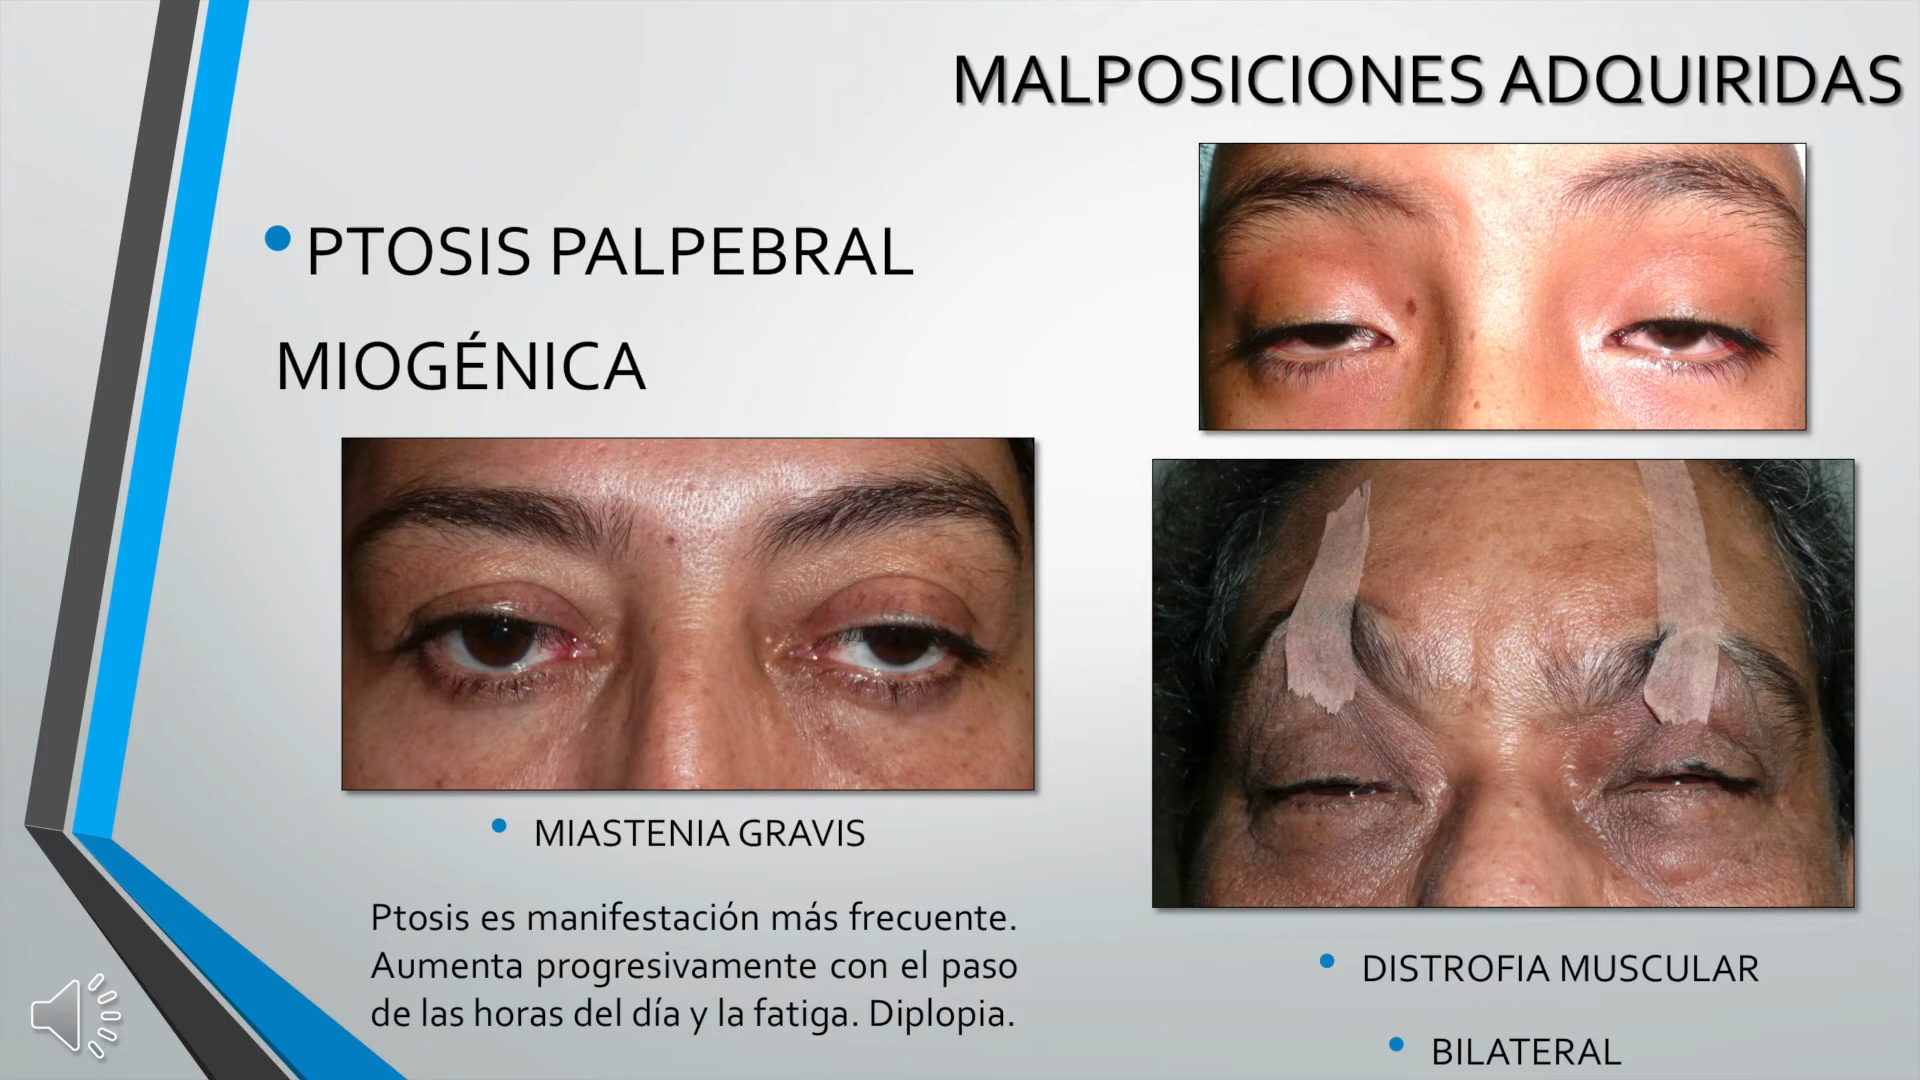 MALPOSICIONES ADQUIRIDAS
• PTOSIS PALPEBRAL
MIOGÉNICA
• MIASTENIA GRAVIS
Ptosis es manifestación más frecuente.
Aumenta progresivamente con el paso
de las horas del día y la fatiga. Diplopia.
• DISTROFIA MUSCULAR
• BILATERAL